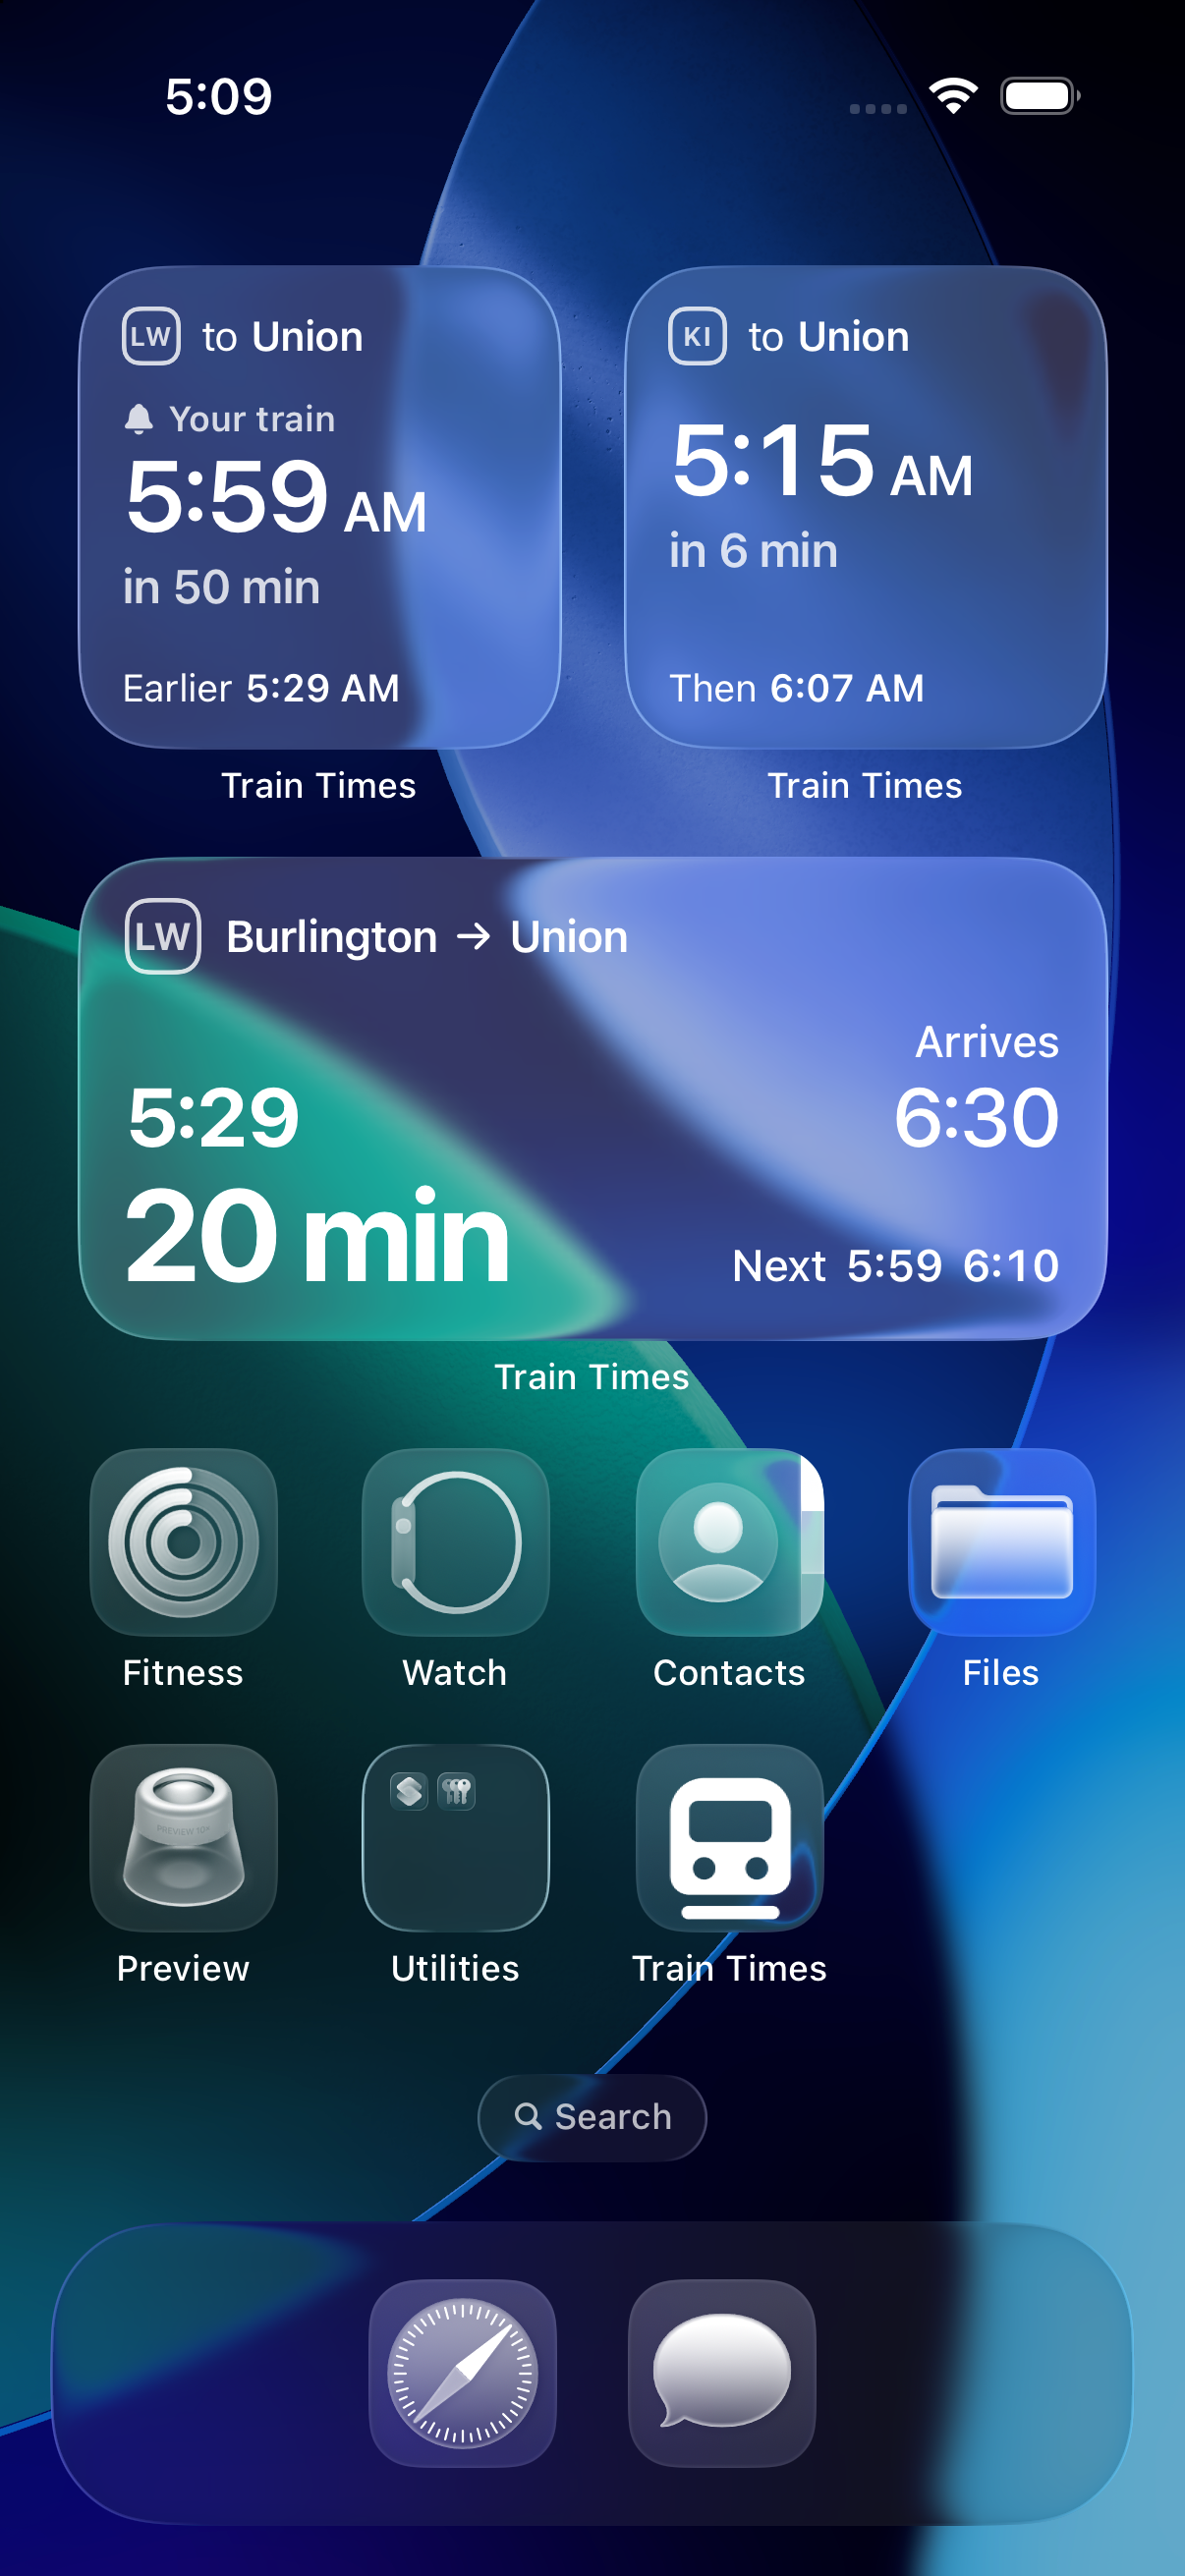 5:09
LW to Union
Your train
5:59 AM
in 50 min
Earlier 5:29 AM
Train Times
KI to Union
5:15 AM
in 6 min
Then 6:07 AM
Train Times
LW Burlington → Union
5:29
20 min
Arrives
6:30
Next 5:59 6:10
Train Times
Fitness
Watch
Contacts
Files
Preview
Utilities
Train Times
Search